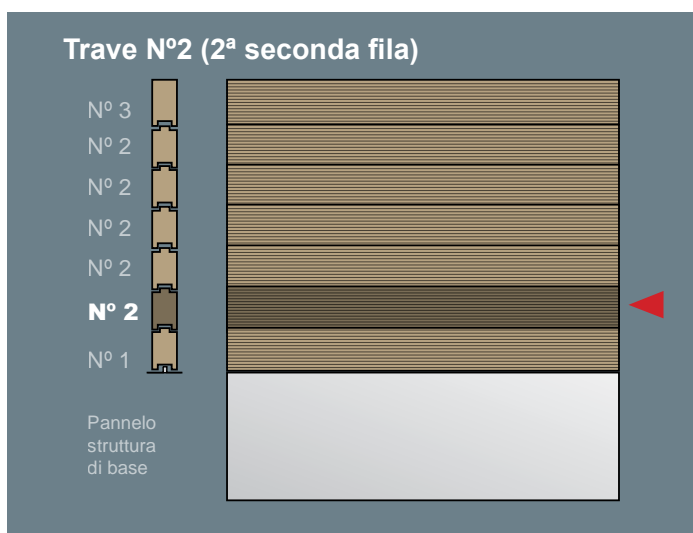 Trave Nº2 (2ª seconda fila)
Nº 3
Nº 2
Nº 2
Nº 2
Nº 2
Nº 2
Nº 1
Pannelo
struttura
di base